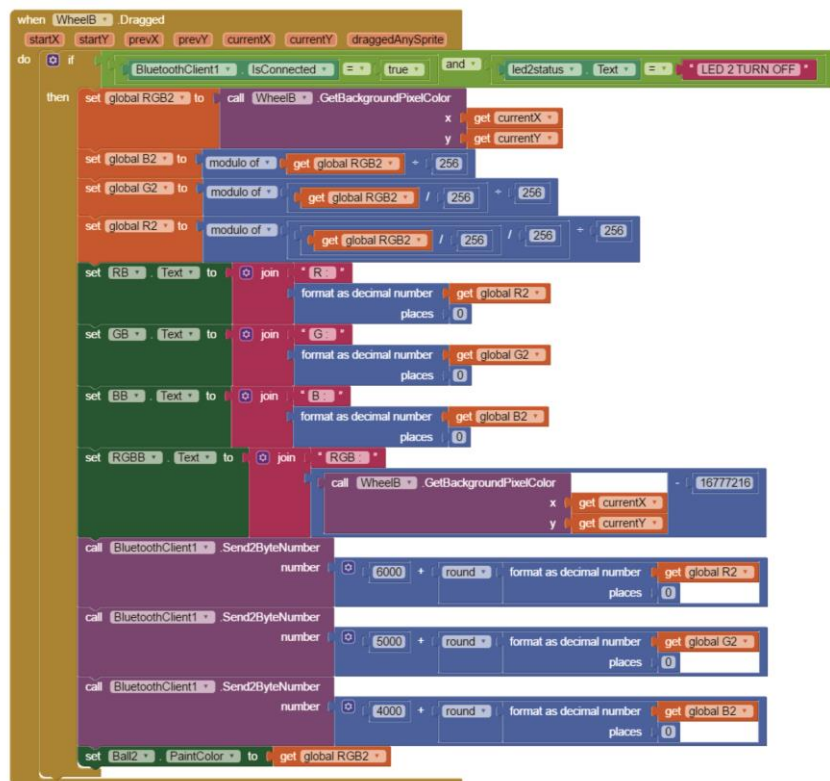 when WheelB .Dragged
startX startY prevX prevY currentX currentY draggedAnySprite
do if BluetoothClient1 . IsConnected = true and led2status . Text = " LED 2 TURN OFF "
then set global RGB2 to call WheelB .GetBackgroundPixelColor
x get currentX
y get currentY
set global B2 to modulo of get global RGB2 ÷ 256
set global G2 to modulo of get global RGB2 / 256 ÷ 256
set global R2 to modulo of get global RGB2 / 256 / 256 ÷ 256
set RB . Text to join " R : "
format as decimal number get global R2
places 0
set GB . Text to join " G : "
format as decimal number get global G2
places 0
set BB . Text to join " B : "
format as decimal number get global B2
places 0
set RGBB . Text to join " RGB : "
call WheelB .GetBackgroundPixelColor - 16777216
x get currentX
y get currentY
call BluetoothClient1 .Send2ByteNumber
number 6000 + round format as decimal number get global R2
places 0
call BluetoothClient1 .Send2ByteNumber
number 5000 + round format as decimal number get global G2
places 0
call BluetoothClient1 .Send2ByteNumber
number 4000 + round format as decimal number get global B2
places 0
set Ball2 . PaintColor to get global RGB2